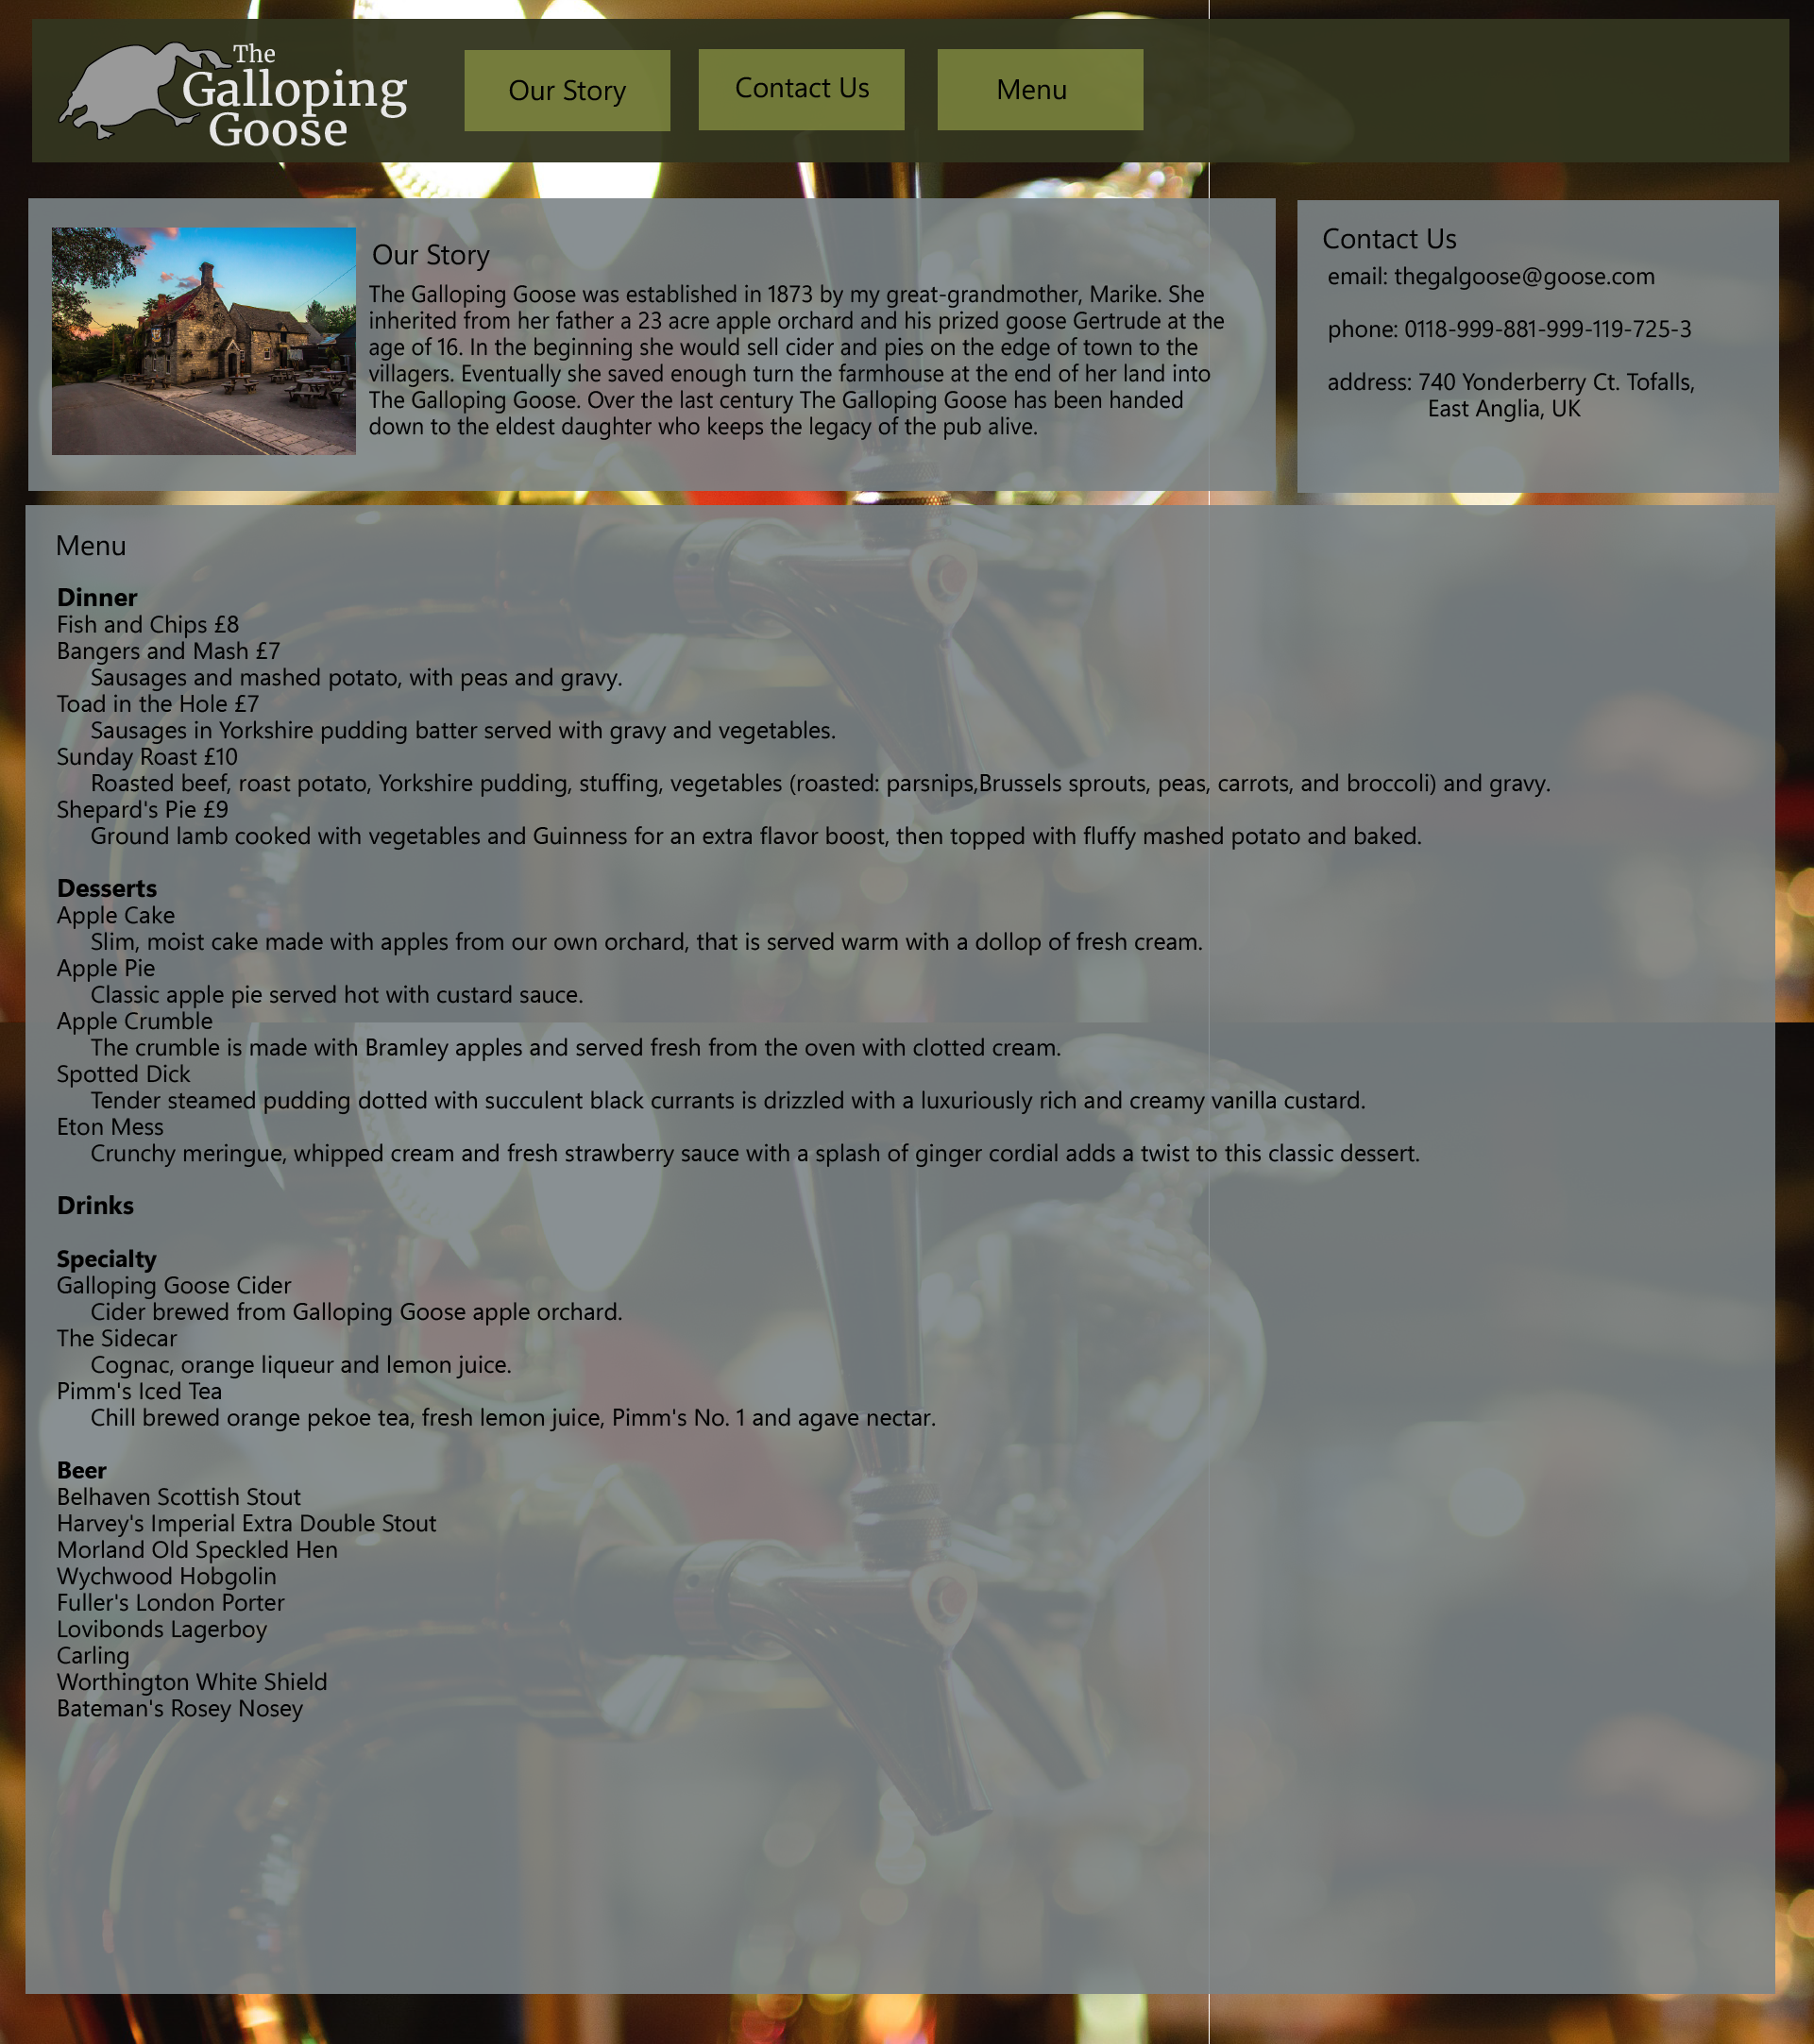 The
Galloping
Goose
Our Story
Contact Us
Menu
Our Story
The Galloping Goose was established in 1873 by my great-grandmother, Marike. She
inherited from her father a 23 acre apple orchard and his prized goose Gertrude at the
age of 16. In the beginning she would sell cider and pies on the edge of town to the
villagers. Eventually she saved enough turn the farmhouse at the end of her land into
The Galloping Goose. Over the last century The Galloping Goose has been handed
down to the eldest daughter who keeps the legacy of the pub alive.
Contact Us
email: thegalgoose@goose.com
phone: 0118-999-881-999-119-725-3
address: 740 Yonderberry Ct. Tofalls,
East Anglia, UK
Menu
Dinner
Fish and Chips £8
Bangers and Mash £7
Sausages and mashed potato, with peas and gravy.
Toad in the Hole £7
Sausages in Yorkshire pudding batter served with gravy and vegetables.
Sunday Roast £10
Roasted beef, roast potato, Yorkshire pudding, stuffing, vegetables (roasted: parsnips,Brussels sprouts, peas, carrots, and broccoli) and gravy.
Shepard's Pie £9
Ground lamb cooked with vegetables and Guinness for an extra flavor boost, then topped with fluffy mashed potato and baked.
Desserts
Apple Cake
Slim, moist cake made with apples from our own orchard, that is served warm with a dollop of fresh cream.
Apple Pie
Classic apple pie served hot with custard sauce.
Apple Crumble
The crumble is made with Bramley apples and served fresh from the oven with clotted cream.
Spotted Dick
Tender steamed pudding dotted with succulent black currants is drizzled with a luxuriously rich and creamy vanilla custard.
Eton Mess
Crunchy meringue, whipped cream and fresh strawberry sauce with a splash of ginger cordial adds a twist to this classic dessert.
Drinks
Specialty
Galloping Goose Cider
Cider brewed from Galloping Goose apple orchard.
The Sidecar
Cognac, orange liqueur and lemon juice.
Pimm's Iced Tea
Chill brewed orange pekoe tea, fresh lemon juice, Pimm's No. 1 and agave nectar.
Beer
Belhaven Scottish Stout
Harvey's Imperial Extra Double Stout
Morland Old Speckled Hen
Wychwood Hobgolin
Fuller's London Porter
Lovibonds Lagerboy
Carling
Worthington White Shield
Bateman's Rosey Nosey